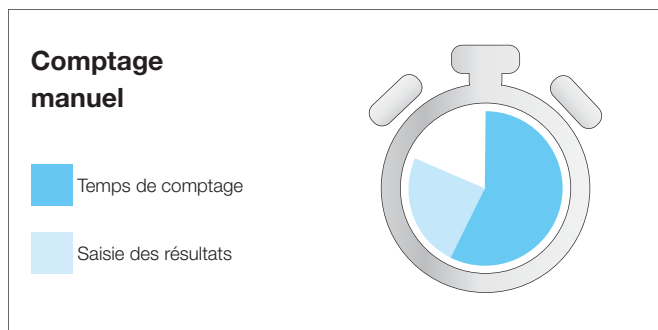 Comptage
manuel
Temps de comptage
Saisie des résultats